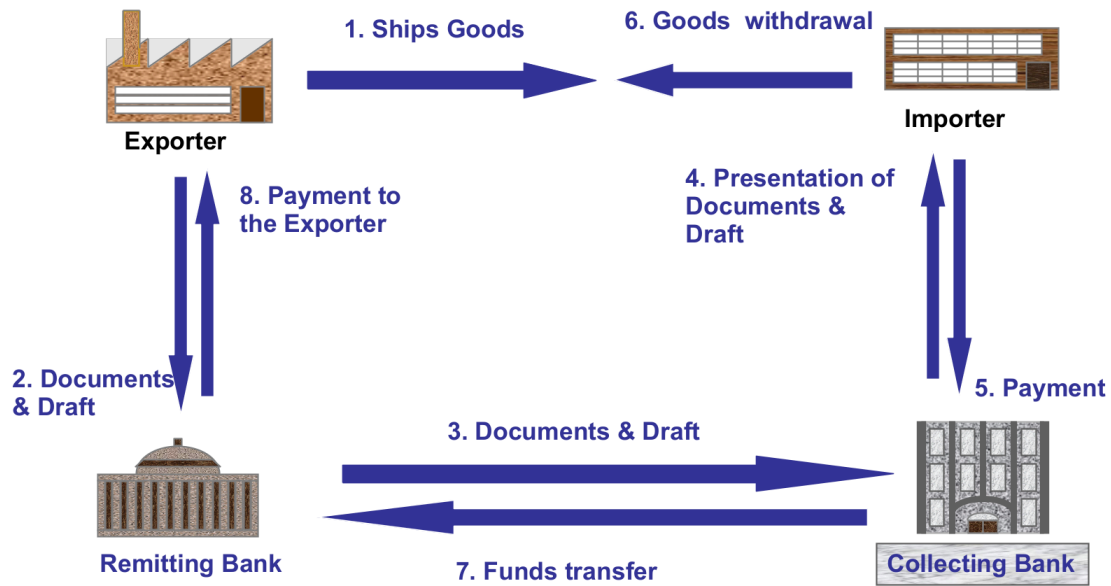 1. Ships Goods
6. Goods withdrawal
Exporter
Importer
8. Payment to
the Exporter
4. Presentation of
Documents &
Draft
2. Documents
& Draft
5. Payment
3. Documents & Draft
Remitting Bank
Collecting Bank
7. Funds transfer